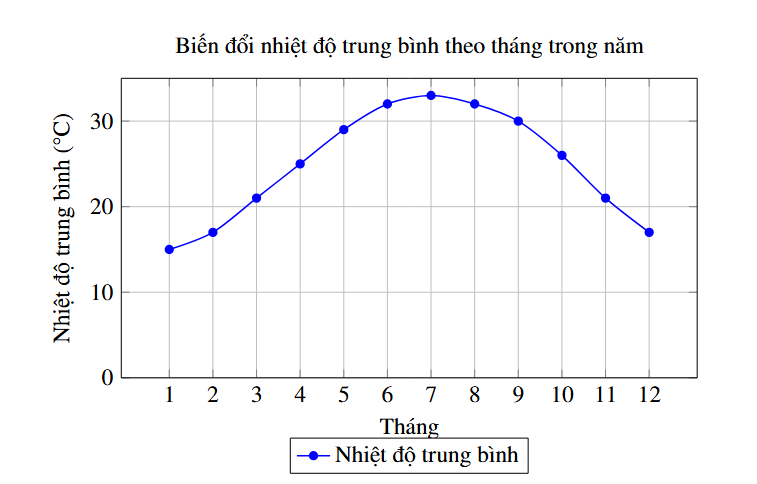 Biến đổi nhiệt độ trung bình theo tháng trong năm
Nhiệt độ trung bình (°C)
30
20
10
0
1 2 3 4 5 6 7 8 9 10 11 12
Tháng
Nhiệt độ trung bình